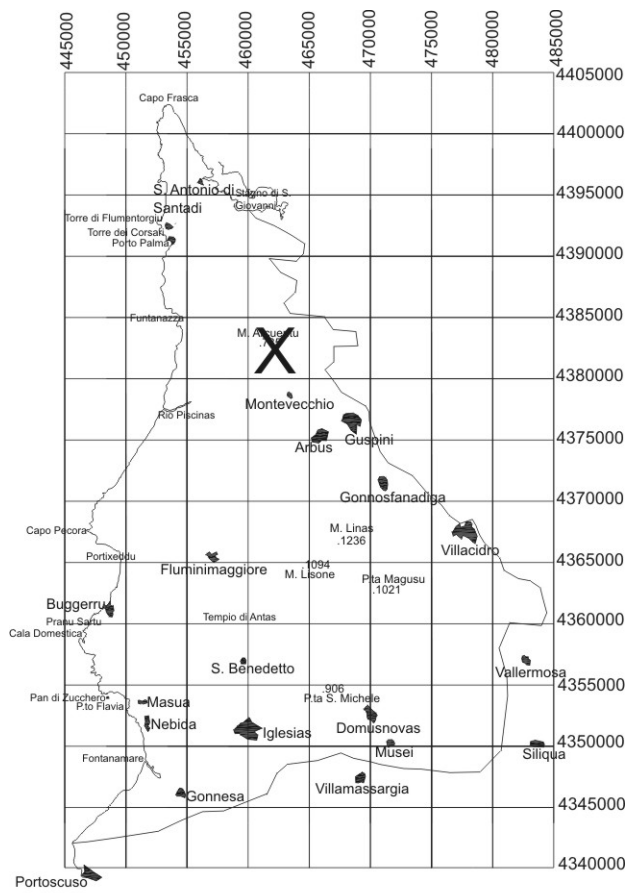 445000
450000
455000
460000
465000
470000
475000
480000
485000
4405000
Capo Frasca
4400000
4395000
S. Antonio di
Santadi
Stagno di S.
Giovanni
Torre di Flumentorgiu
Torre dei Corsari
Porto Palma
4390000
Funtanazza
4385000
M. Arcuentu
X
4380000
Montevecchio
Rio Piscinas
Arbus
Guspini
4375000
Gonnosfanadiga
4370000
Capo Pecora
M. Linas
.1236
Villacidro
Portixeddu
Fluminimaggiore
.1094
M. Lisone
4365000
P.ta Magusu
.1021
Buggerru
Pranu Sartu
Cala Domestica
Tempio di Antas
4360000
S. Benedetto
Vallermosa
4355000
Pan di Zucchero
P.to Flavia
Masua
.906
P.ta S. Michele
Nebida
Iglesias
Domusnovas
Musei
4350000
Siliqua
Fontanamare
Gonnesa
Villamassargia
4345000
4340000
Portoscuso